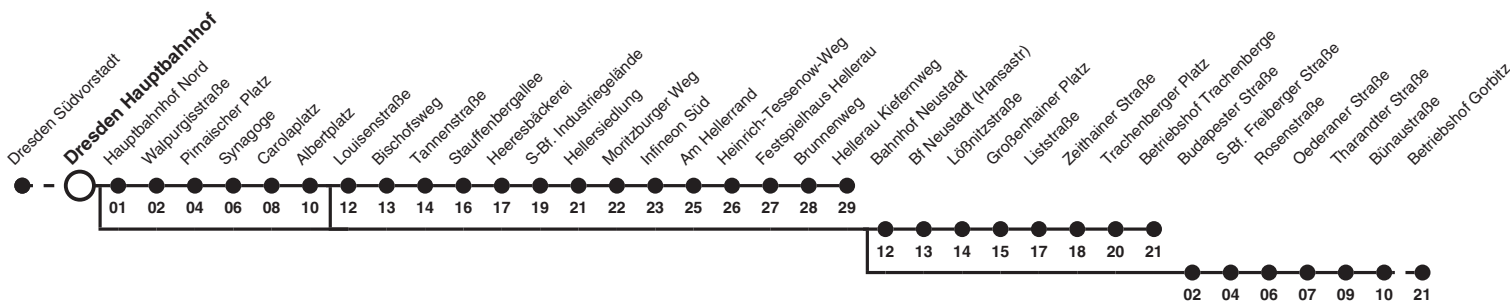 Dresden Südvorstadt
Dresden Hauptbahnhof
Hauptbahnhof Nord
Walpurgisstraße
Pirnaischer Platz
Synagoge
Carolaplatz
Albertplatz
Louisenstraße
Bischofsweg
Tannenstraße
Stauffenbergallee
Heeresbäckerei
S-Bf. Industriegelände
Hellersiedlung
Moritzburger Weg
Infineon Süd
Am Hellerrand
Heinrich-Tessenow-Weg
Festspielhaus Hellerau
Brunnenweg
Hellerau Kiefernweg
Bahnhof Neustadt
Bf Neustadt (Hansastr)
Lößnitzstraße
Großenhainer Platz
Liststraße
Zeithainer Straße
Trachenberger Platz
Betriebshof Trachenberge
Budapester Straße
S-Bf. Freiberger Straße
Rosenstraße
Oederaner Straße
Tharandter Straße
Bünaustraße
Betriebshof Gorbitz
01 02 04 06 08 10 12 13 14 16 17 19 21 22 23 25 26 27 28 29
12 13 14 15 17 18 20 21
02 04 06 07 09 10 21